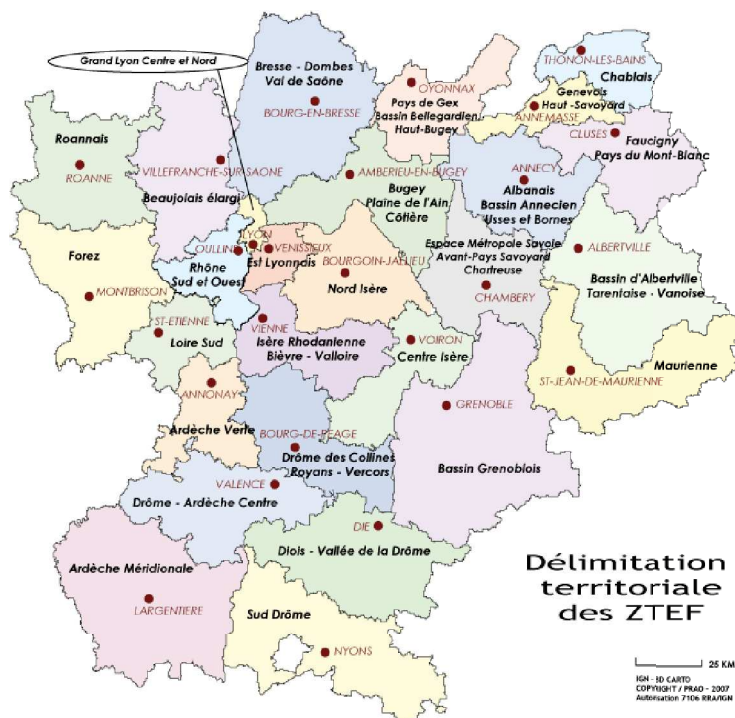 Grand Lyon Centre et Nord
Bresse - Dombes
Val de Saône
BOURG-EN-BRESSE
OYONNAX
Pays de Gex
Bassin Bellegardien
Haut-Bugey
THONON-LES-BAINS
Chablais
Genevois
Haut -Savoyard
ANNEMASSE
CLUSES
Faucigny
Pays du Mont-Blanc
Roannais
ROANNE
VILLEFRANCHE-SUR-SAONE
Beaujolais élargi
AMBERIEU-EN-BUGEY
Bugey
Plaine de l'Ain
Côtière
ANNECY
Albanais
Bassin Annecien
Usses et Bornes
Forez
MONTBRISON
LYON
OULLINS
VENISSIEUX
Est Lyonnais
Rhône
Sud et Ouest
BOURGOIN-JALLIEU
Nord Isère
Espace Métropole Savoie
Avant-Pays Savoyard
Chartreuse
CHAMBERY
ALBERTVILLE
Bassin d'Albertville
Tarentaise - Vanoise
ST-ETIENNE
Loire Sud
VIENNE
Isère Rhodanienne
Bièvre - Valloire
VOIRON
Centre Isère
Maurienne
ST-JEAN-DE-MAURIENNE
ANNONAY
Ardèche Verte
BOURG-DE-PEAGE
Drôme des Collines
Royans - Vercors
GRENOBLE
Bassin Grenoblois
VALENCE
Drôme - Ardèche Centre
DIE
Diois - Vallée de la Drôme
Ardèche Méridionale
LARGENTIERE
Sud Drôme
NYONS
Délimitation
territoriale
des ZTEF
25 KM
IGN - BD CARTO
COPYRIGHT / PRAO - 2007
Autorisation 7106 RRA/IGN